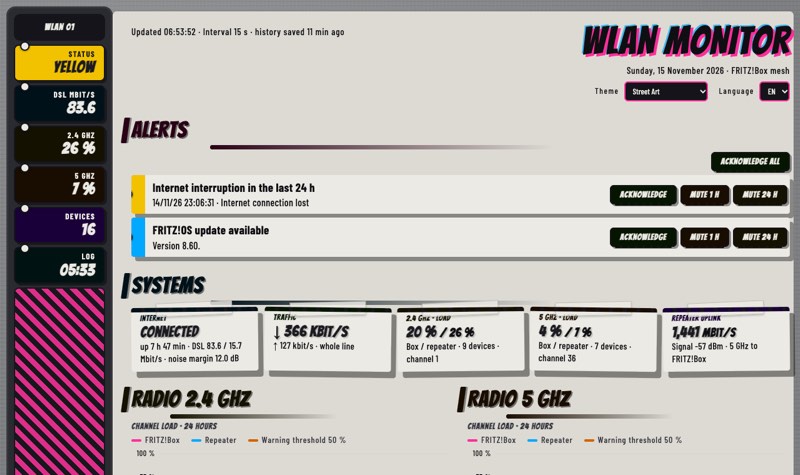 WLAN 01
STATUS
YELLOW
DSL MBIT/S
83.6
2.4 GHZ
26 %
5 GHZ
7 %
DEVICES
16
LOG
05:33
Updated 06:53:52 · Interval 15 s · history saved 11 min ago
WLAN MONITOR
Sunday, 15 November 2026 · FRITZ!Box mesh
Theme Street Art Language EN
ALERTS
ACKNOWLEDGE ALL
Internet interruption in the last 24 h
14/11/26 23:06:31 · Internet connection lost
ACKNOWLEDGE MUTE 1 H MUTE 24 H
FRITZ!OS update available
Version 8.60.
ACKNOWLEDGE MUTE 1 H MUTE 24 H
SYSTEMS
INTERNET
CONNECTED
up 7 h 47 min · DSL 83.6 / 15.7
Mbit/s · noise margin 12.0 dB
TRAFFIC
↓ 366 KBIT/S
↑ 127 kbit/s · whole line
2.4 GHZ · LOAD
20 % / 26 %
Box / repeater · 9 devices ·
channel 1
5 GHZ · LOAD
4 % / 7 %
Box / repeater · 7 devices ·
channel 36
REPEATER UPLINK
1,441 MBIT/S
Signal -57 dBm · 5 GHz to
FRITZ!Box
RADIO 2.4 GHZ
CHANNEL LOAD · 24 HOURS
FRITZ!Box Repeater Warning threshold 50 %
100 %
RADIO 5 GHZ
CHANNEL LOAD · 24 HOURS
FRITZ!Box Repeater Warning threshold 50 %
100 %